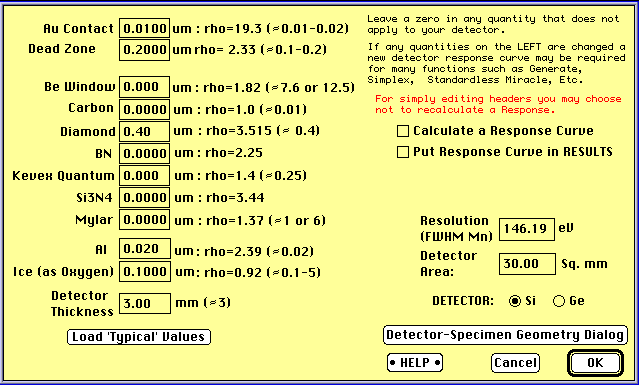 Au Contact 0.0100 um : rho=19.3 (≈0.01-0.02)
Dead Zone 0.2000 um rho= 2.33 (≈0.1-0.2)
Be Window 0.000 um : rho=1.82 (≈7.6 or 12.5)
Carbon 0.0000 um : rho=1.0 (≈0.01)
Diamond 0.40 um : rho=3.515 (≈ 0.4)
BN 0.0000 um : rho=2.25
Kevex Quantum 0.000 um : rho=1.4 (≈0.25)
Si3N4 0.0000 um : rho=3.44
Mylar 0.0000 um : rho=1.37 (≈1 or 6)
Al 0.020 um : rho=2.39 (≈0.02)
Ice (as Oxygen) 0.1000 um : rho=0.92 (≈0.1-5)
Detector
Thickness 3.00 mm (≈3)
Load 'Typical' Values
Leave a zero in any quantity that does not
apply to your detector.
If any quantities on the LEFT are changed a
new detector response curve may be required
for many functions such as Generate,
Simplex, Standardless Miracle, Etc.
For simply editing headers you may choose
not to recalculate a Response.
Calculate a Response Curve
Put Response Curve in RESULTS
Resolution
(FWHM Mn) 146.19 eV
Detector
Area: 30.00 Sq. mm
DETECTOR: Si Ge
Detector-Specimen Geometry Dialog
• HELP • Cancel OK